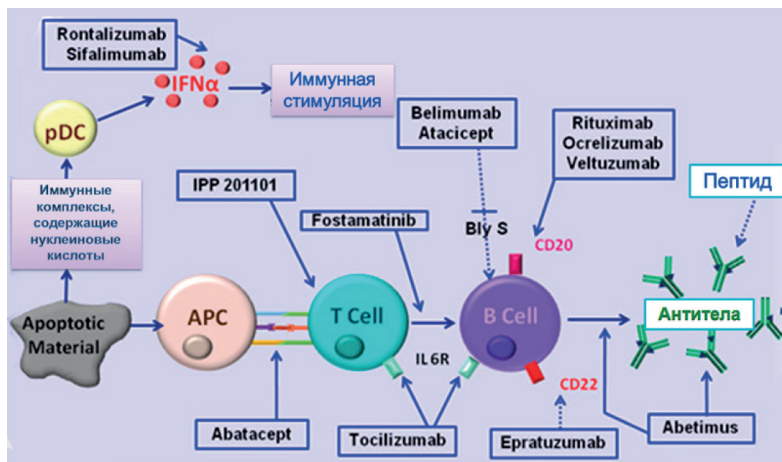 Rontalizumab
Sifalimumab
IFNα
Иммунная
стимуляция
pDC
Belimumab
Atacicept
Rituximab
Ocrelizumab
Veltuzumab
Иммунные
комплексы,
содержащие
нуклеиновые
кислоты
IPP 201101
Fostamatinib
Bly S
CD20
Пептид
Apoptotic
Material
APC
T Cell
B Cell
Антитела
IL 6R
CD22
Abatacept
Tocilizumab
Epratuzumab
Abetimus